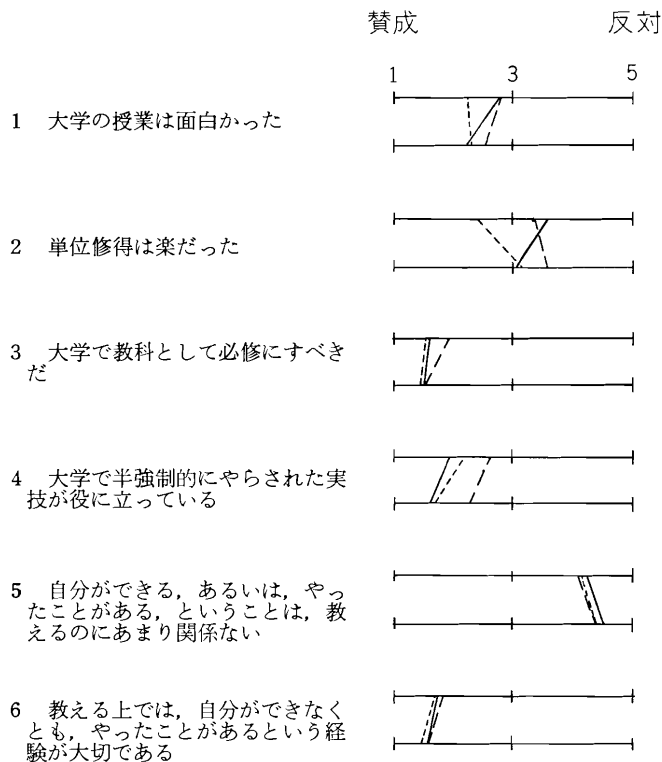 賛成 反対
1 3 5
1 大学の授業は面白かった
2 単位修得は楽だった
3 大学で教科として必修にすべき
だ
4 大学で半強制的にやらされた実
技が役に立っている
5 自分ができる，あるいは，やっ
たことがある，ということは，教
えるのにあまり関係ない
6 教える上では，自分ができなく
とも，やったことがあるという経
験が大切である